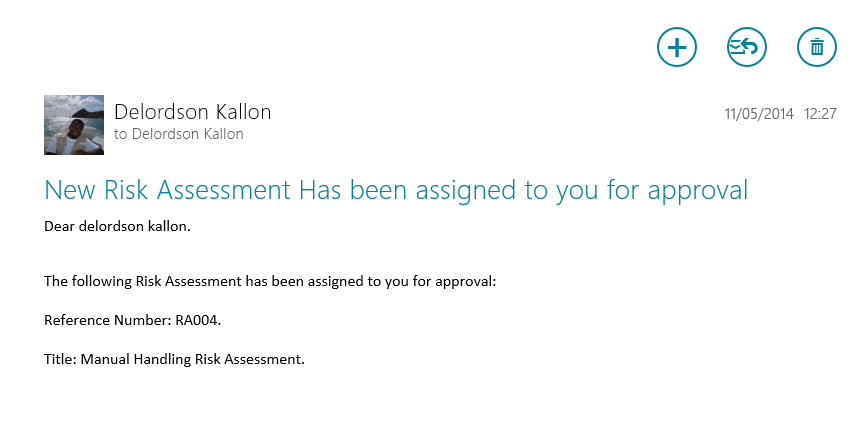 Delordson Kallon
to Delordson Kallon
11/05/2014 12:27
New Risk Assessment Has been assigned to you for approval
Dear delordson kallon.
The following Risk Assessment has been assigned to you for approval:
Reference Number: RA004.
Title: Manual Handling Risk Assessment.